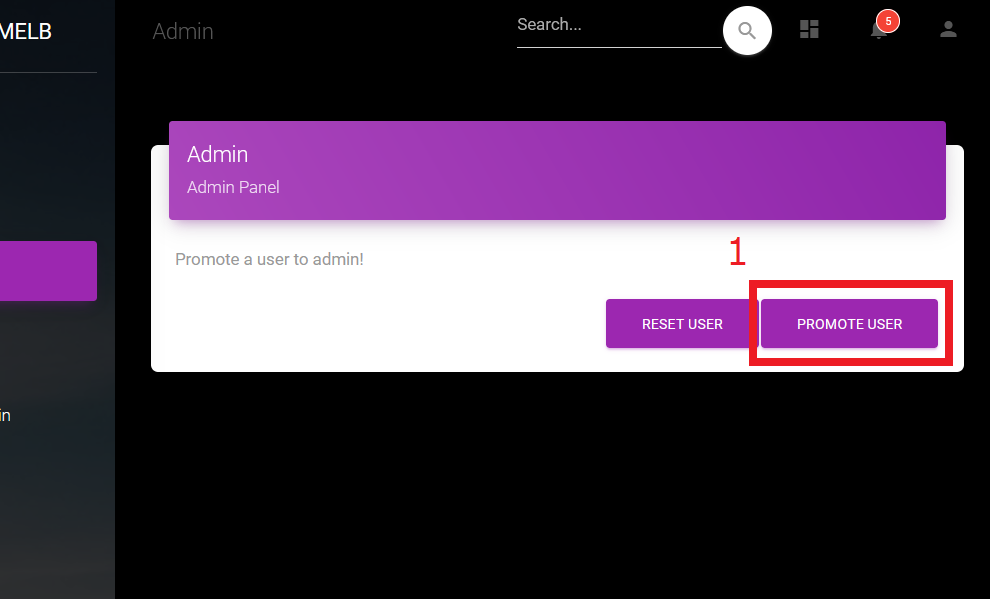 MELB
Admin
Search...
5
Admin
Admin Panel
Promote a user to admin!
1
RESET USER
PROMOTE USER
in